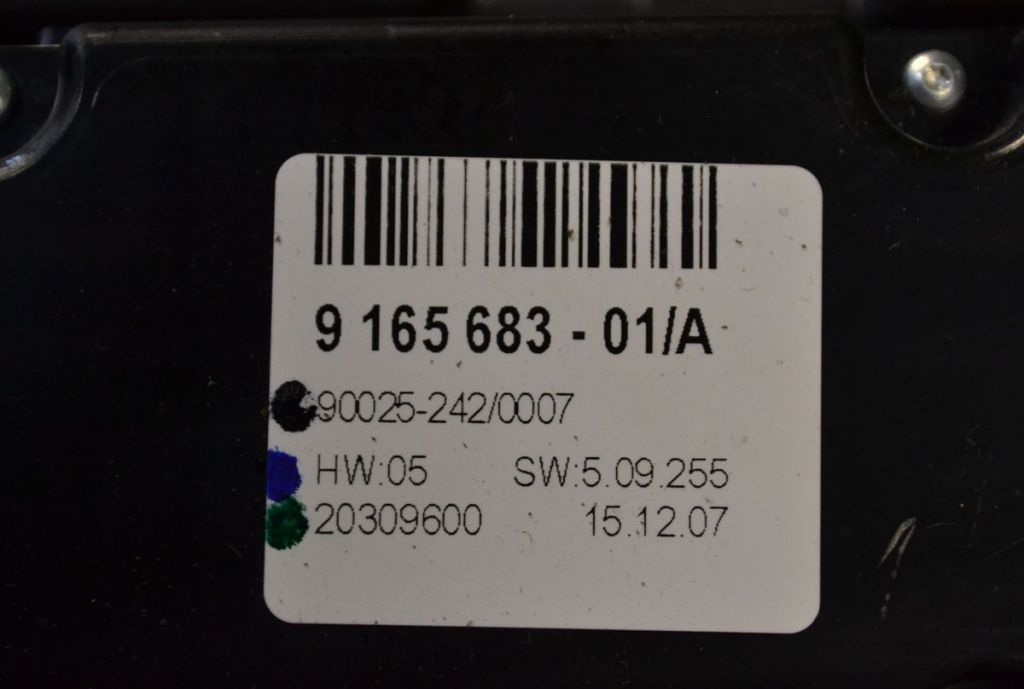 9 165 683 - 01/A
90025-242/0007
HW:05 SW:5.09.255
20309600 15.12.07